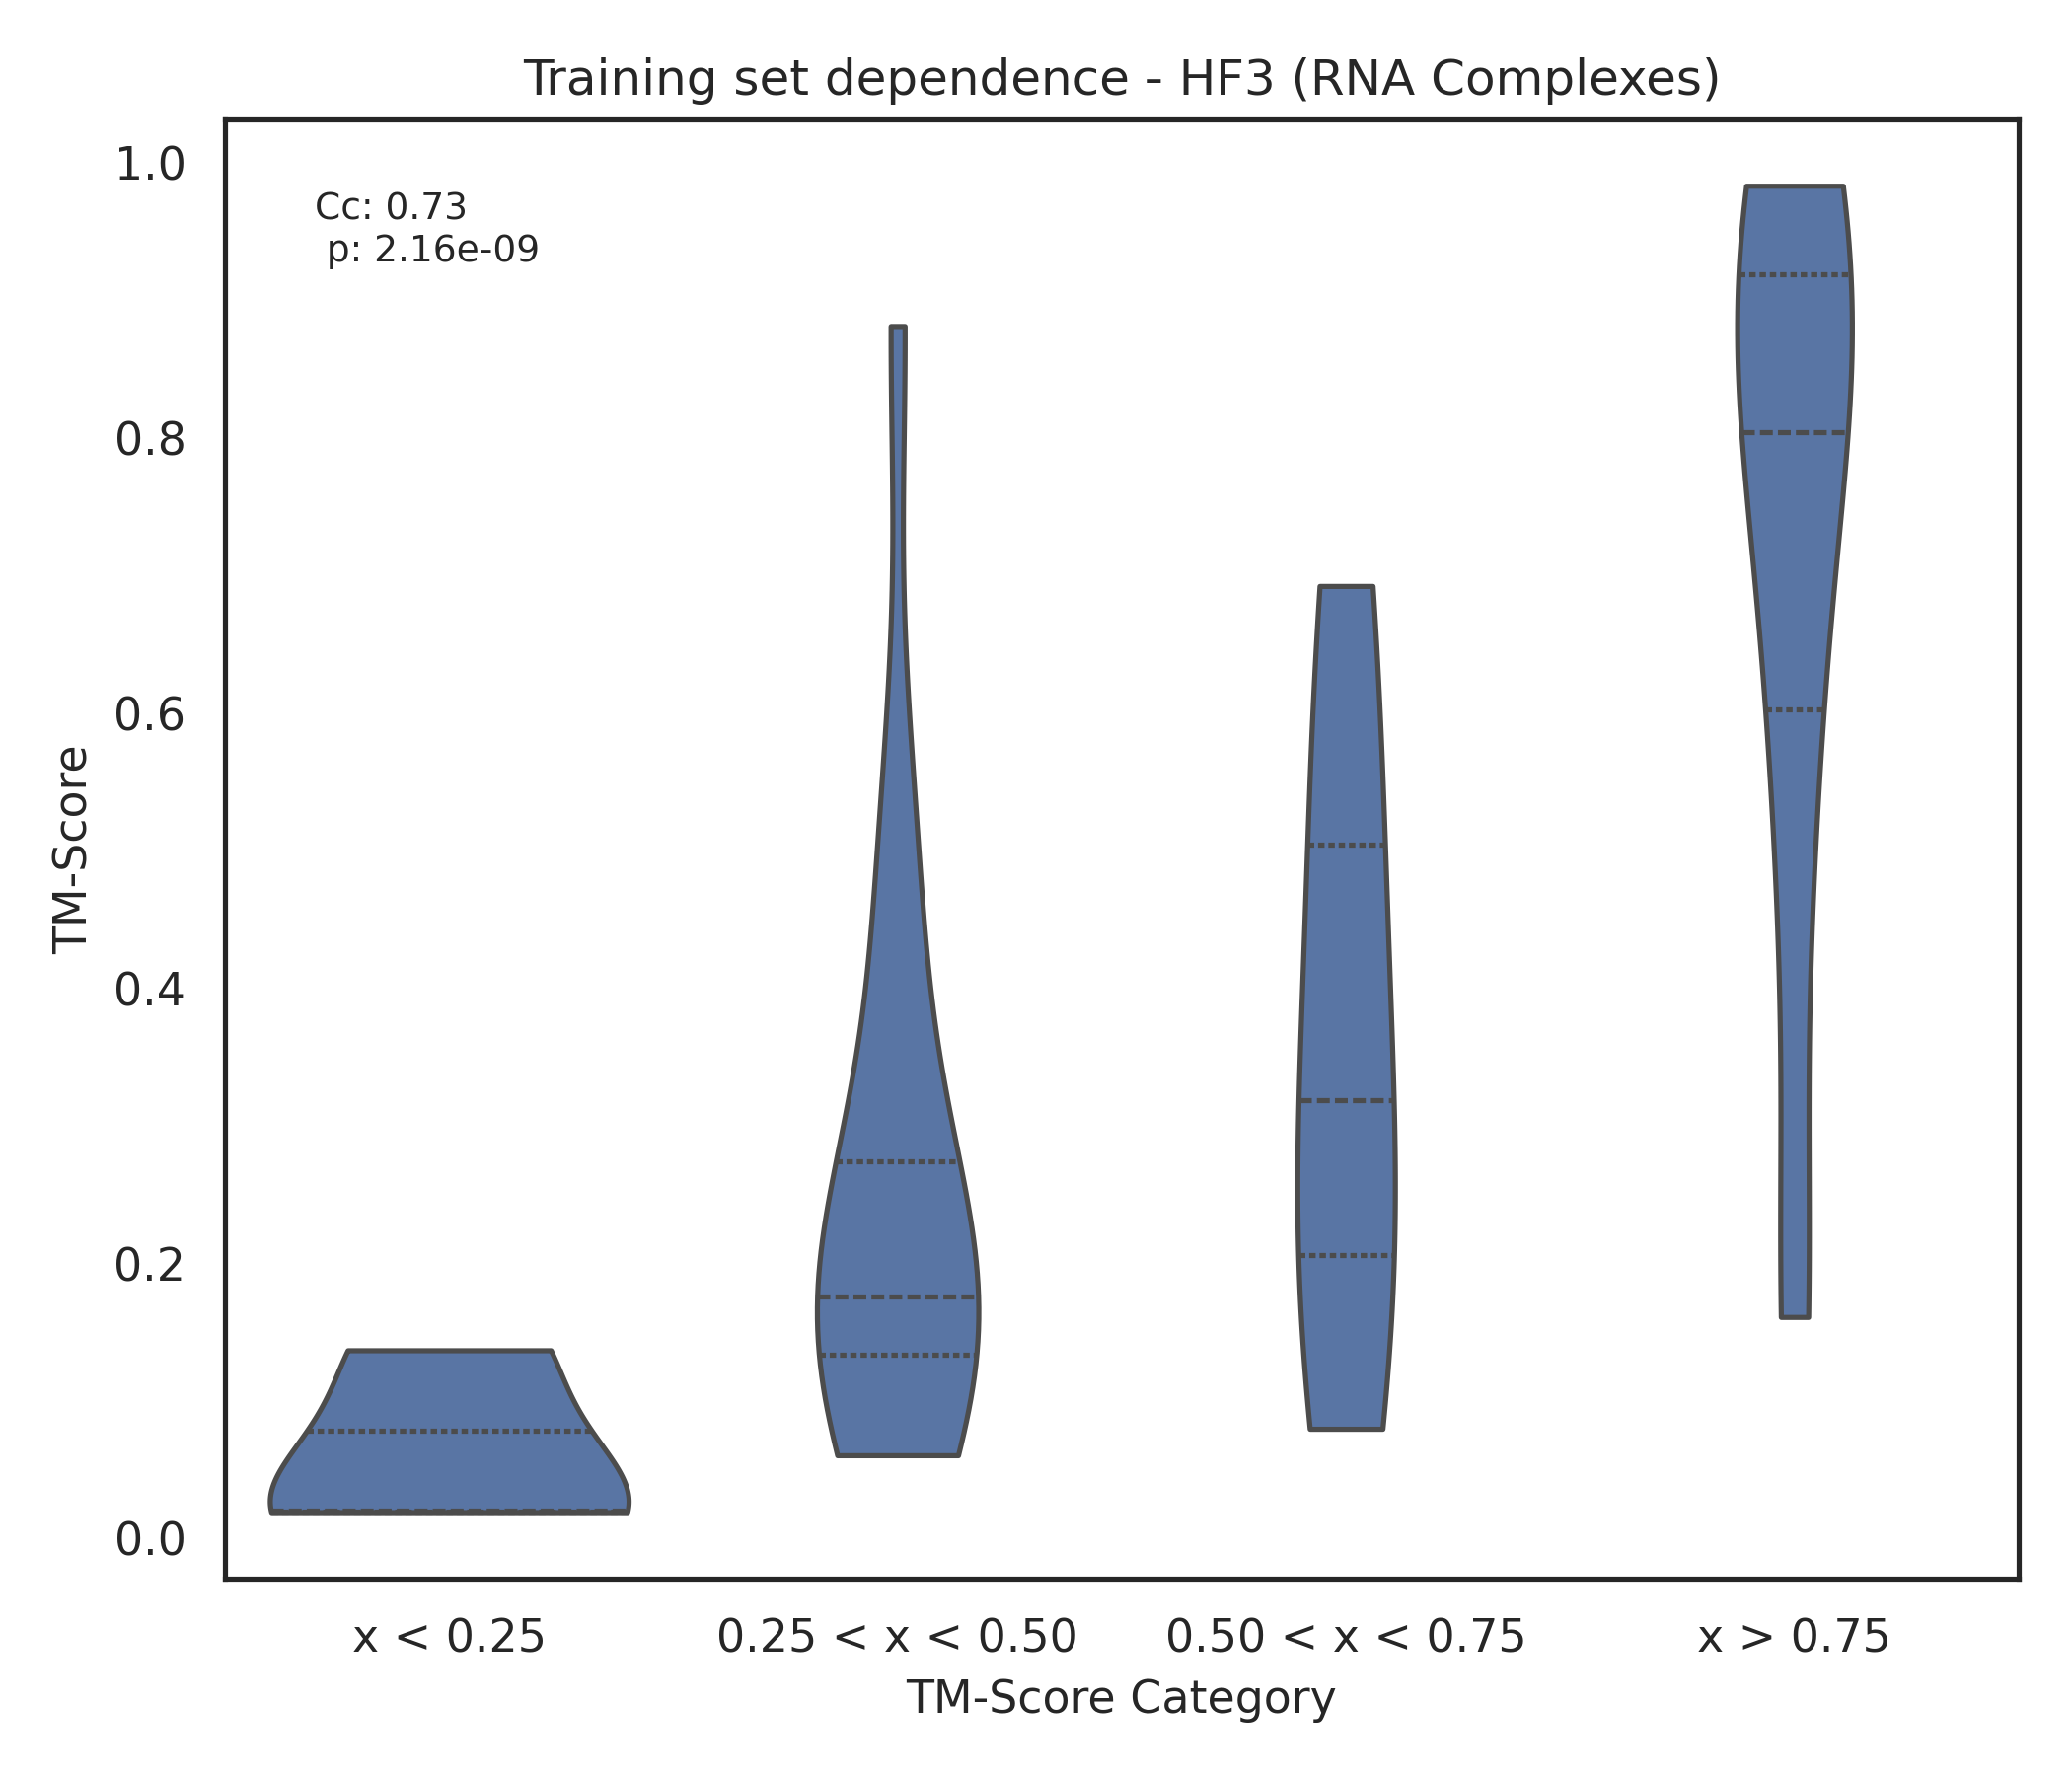 Training set dependence - HF3 (RNA Complexes)
Cc: 0.73
p: 2.16e-09
1.0
0.8
0.6
0.4
0.2
0.0
TM-Score
x < 0.25
0.25 < x < 0.50
0.50 < x < 0.75
x > 0.75
TM-Score Category